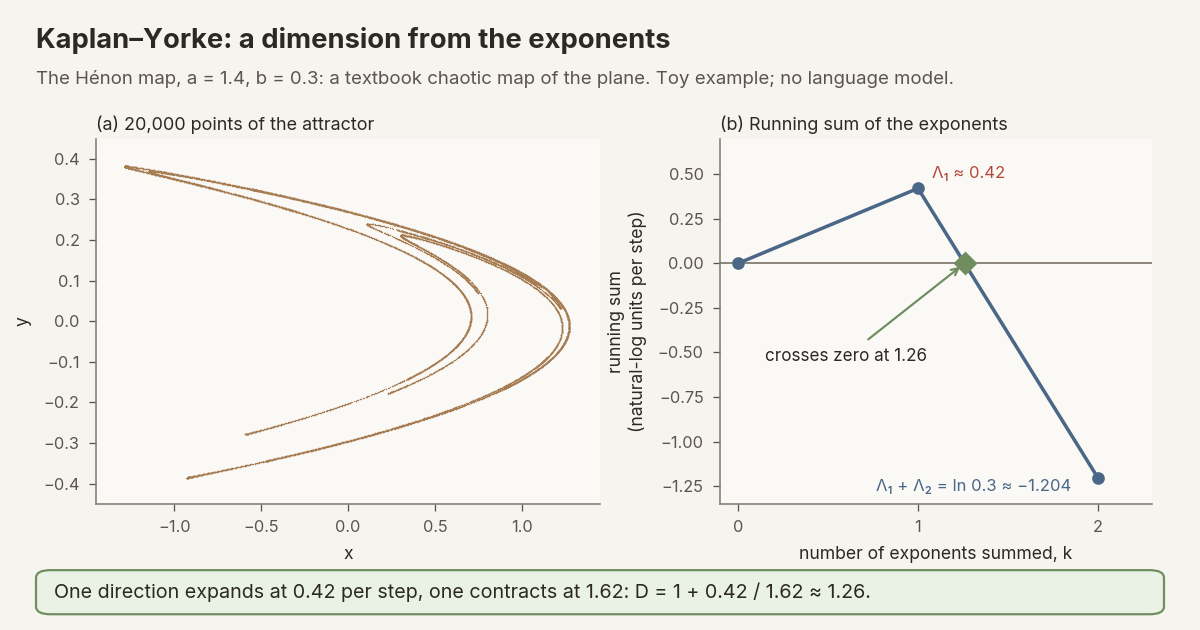 Kaplan–Yorke: a dimension from the exponents
The Hénon map, a = 1.4, b = 0.3: a textbook chaotic map of the plane. Toy example; no language model.
(a) 20,000 points of the attractor
0.4
0.3
0.2
0.1
0.0
−0.1
−0.2
−0.3
−0.4
y
−1.0
−0.5
0.0
0.5
1.0
x
(b) Running sum of the exponents
0.50
0.25
0.00
−0.25
−0.50
−0.75
−1.00
−1.25
running sum
(natural-log units per step)
Λ₁ ≈ 0.42
crosses zero at 1.26
Λ₁ + Λ₂ = ln 0.3 ≈ −1.204
0
1
2
number of exponents summed, k
One direction expands at 0.42 per step, one contracts at 1.62: D = 1 + 0.42 / 1.62 ≈ 1.26.